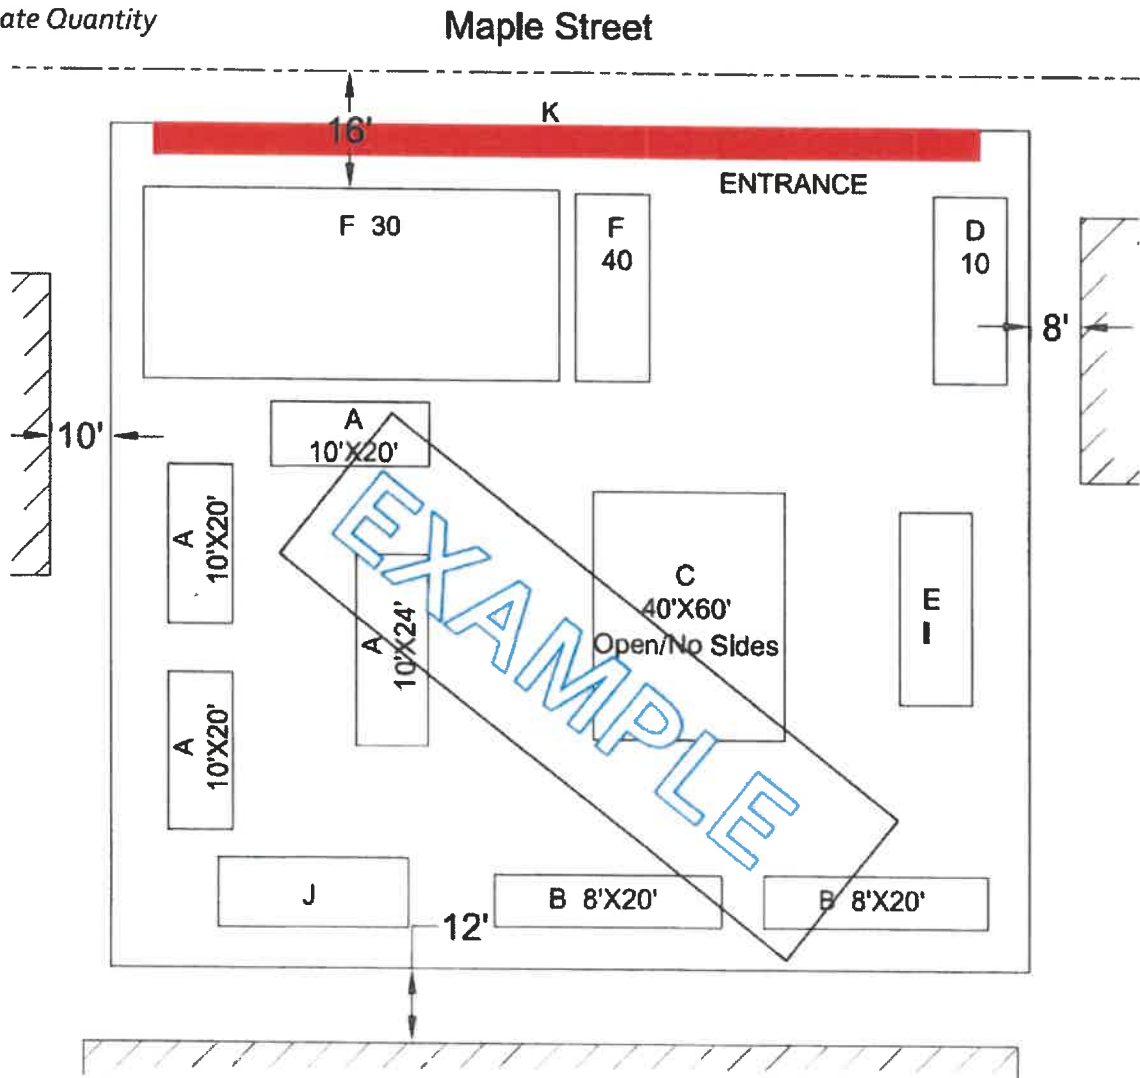 ate Quantity
Maple Street
K
16'
ENTRANCE
F 30
F
40
D
10
8'
10'
A
10'X20'
A
10'X20'
EXAMPLE
C
40'X60'
Open/No Sides
E
I
A
10'X24'
A
10'X20'
J
B 8'X20'
B 8'X20'
12'